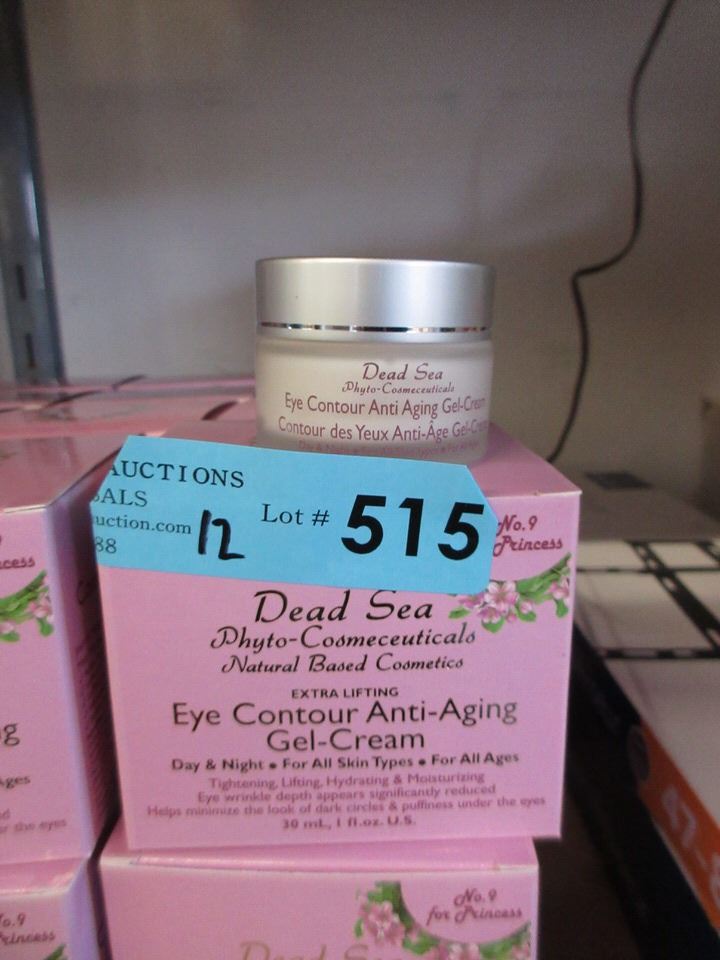 Dead Sea
Phyto-Cosmeceuticals
Eye Contour Anti Aging Gel-Cream
Contour des Yeux Anti-Âge Gel-
AUCTIONS
uction.com
88
12
Lot # 515
No.9
Princess
Dead Sea
Phyto-Cosmeceuticals
Natural Based Cosmetics
EXTRA LIFTING
Eye Contour Anti-Aging
Gel-Cream
Day & Night • For All Skin Types • For All Ages
Tightening, Lifting, Hydrating & Moisturizing
Eye wrinkle depth appears significantly reduced
Helps minimize the look of dark circles & puffiness under the eyes
30 mL, 1 fl.oz. U.S.
No.9
for Princess
Dead Sea